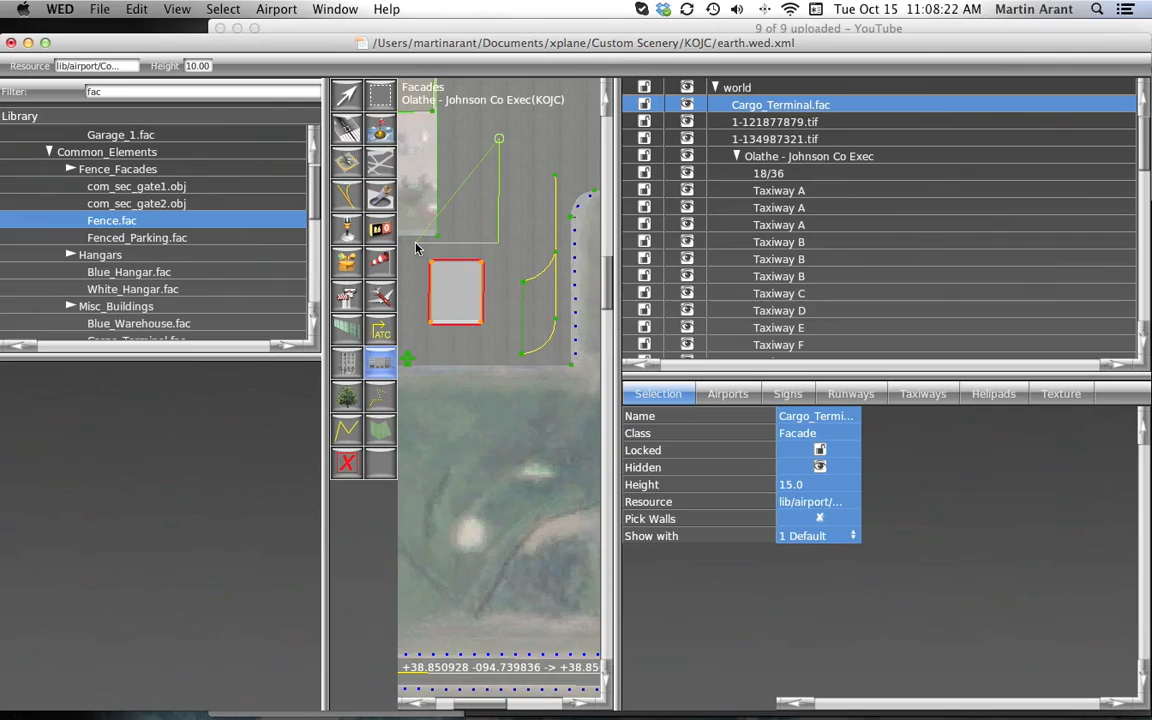 WED File Edit View Select Airport Window Help Tue Oct 15 11:08:22 AM Martin Arant
9 of 9 uploaded – YouTube
/Users/martinarant/Documents/xplane/Custom Scenery/KOJC/earth.wed.xml
Resource lib/airport/Co... Height 10.00
Filter: fac
Library
Garage_1.fac
Common_Elements
Fence_Facades
com_sec_gate1.obj
com_sec_gate2.obj
Fence.fac
Fenced_Parking.fac
Hangars
Blue_Hangar.fac
White_Hangar.fac
Misc_Buildings
Blue_Warehouse.fac
ATC
Facades
Olathe - Johnson Co Exec(KOJC)
+38.850928 -094.739836 -> +38.85
world
Cargo_Terminal.fac
1-121877879.tif
1-134987321.tif
Olathe - Johnson Co Exec
18/36
Taxiway A
Taxiway A
Taxiway A
Taxiway B
Taxiway B
Taxiway B
Taxiway C
Taxiway D
Taxiway E
Taxiway F
Selection Airports Signs Runways Taxiways Helipads Texture
Name Cargo_Termi...
Class Facade
Locked
Hidden
Height 15.0
Resource lib/airport/...
Pick Walls
Show with 1 Default